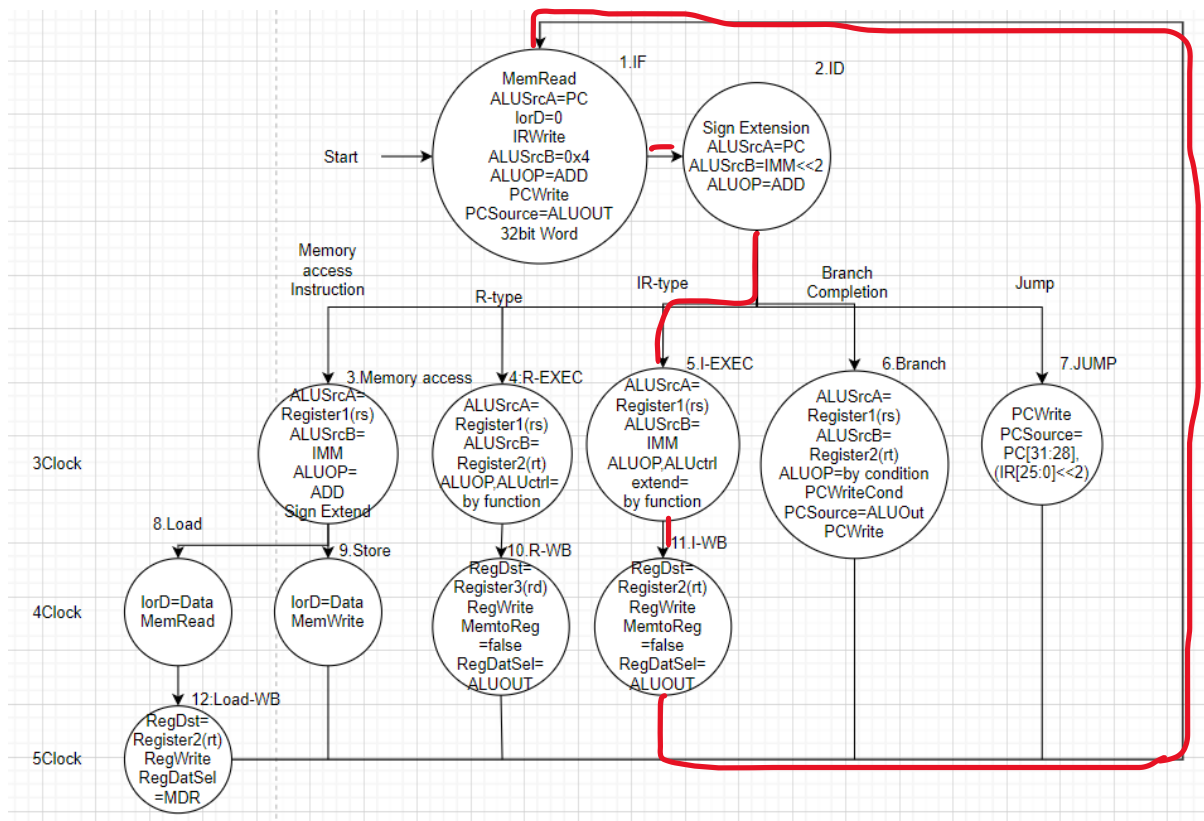 1.IF
2.ID
MemRead
ALUSrcA=PC
IorD=0
IRWrite
ALUSrcB=0x4
ALUOP=ADD
PCWrite
PCSource=ALUOUT
32bit Word
Start
Sign Extension
ALUSrcA=PC
ALUSrcB=IMM<<2
ALUOP=ADD
Memory
access
Instruction
R-type
IR-type
Branch
Completion
Jump
3Clock
3.Memory access
ALUSrcA=
Register1(rs)
ALUSrcB=
IMM
ALUOP=
ADD
Sign Extend
4:R-EXEC
ALUSrcA=
Register1(rs)
ALUSrcB=
Register2(rt)
ALUOP,ALUctrl=
by function
5.I-EXEC
ALUSrcA=
Register1(rs)
ALUSrcB=
IMM
ALUOP,ALUctrl
extend=
by function
6.Branch
ALUSrcA=
Register1(rs)
ALUSrcB=
Register2(rt)
ALUOP=by condition
PCWriteCond
PCSource=ALUOut
PCWrite
7.JUMP
PCWrite
PCSource=
PC[31:28],
(IR[25:0]<<2)
4Clock
8.Load
IorD=Data
MemRead
9.Store
IorD=Data
MemWrite
10.R-WB
RegDst=
Register3(rd)
RegWrite
MemtoReg
=false
RegDatSel=
ALUOUT
11.I-WB
RegDst=
Register2(rt)
RegWrite
MemtoReg
=false
RegDatSel=
ALUOUT
5Clock
12:Load-WB
RegDst=
Register2(rt)
RegWrite
RegDatSel
=MDR